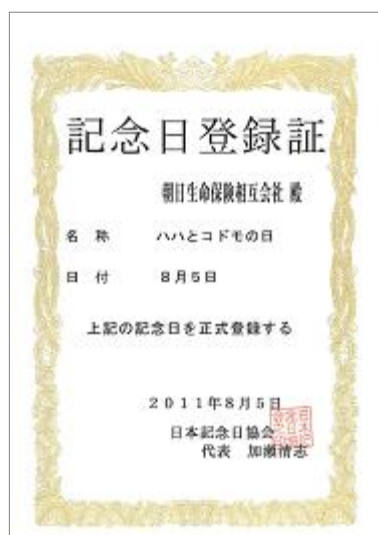 記念日登録証
朝日生命保険相互会社 殿
名 称 ハハとコドモの日
日 付 8月5日
上記の記念日を正式登録する
2011年8月5日
日本記念日協会
代表 加瀬清志